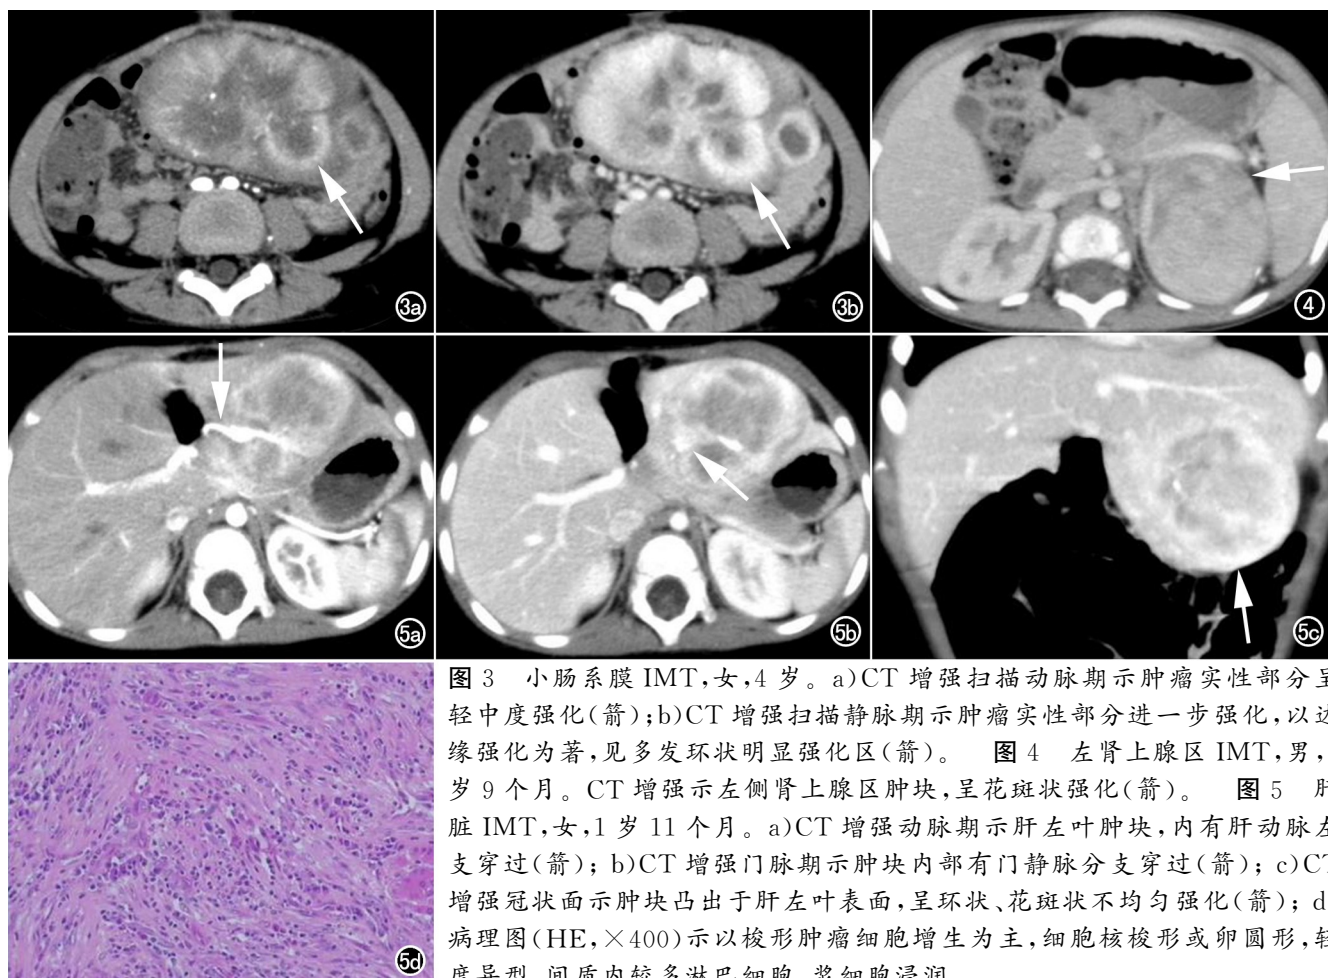 3a
3b
4
5a
5b
5c
5d
图 3 小肠系膜 IMT,女,4 岁。a)CT 增强扫描动脉期示肿瘤实性部分呈
轻中度强化(箭);b)CT 增强扫描静脉期示肿瘤实性部分进一步强化,以边
缘强化为著,见多发环状明显强化区(箭)。 图 4 左肾上腺区 IMT,男,
岁 9 个月。CT 增强示左侧肾上腺区肿块,呈花斑状强化(箭)。 图 5 肝
脏 IMT,女,1 岁 11 个月。a)CT 增强动脉期示肝左叶肿块,内有肝动脉左
支穿过(箭); b)CT 增强门脉期示肿块内部有门静脉分支穿过(箭); c)CT
增强冠状面示肿块凸出于肝左叶表面,呈环状、花斑状不均匀强化(箭); d
病理图(HE,×400)示以梭形肿瘤细胞增生为主,细胞核梭形或卵圆形,轻
度异型,间质内较多淋巴细胞、浆细胞浸润